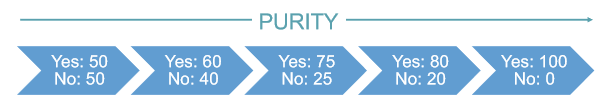 PURITY
Yes: 50
No: 50
Yes: 60
No: 40
Yes: 75
No: 25
Yes: 80
No: 20
Yes: 100
No: 0